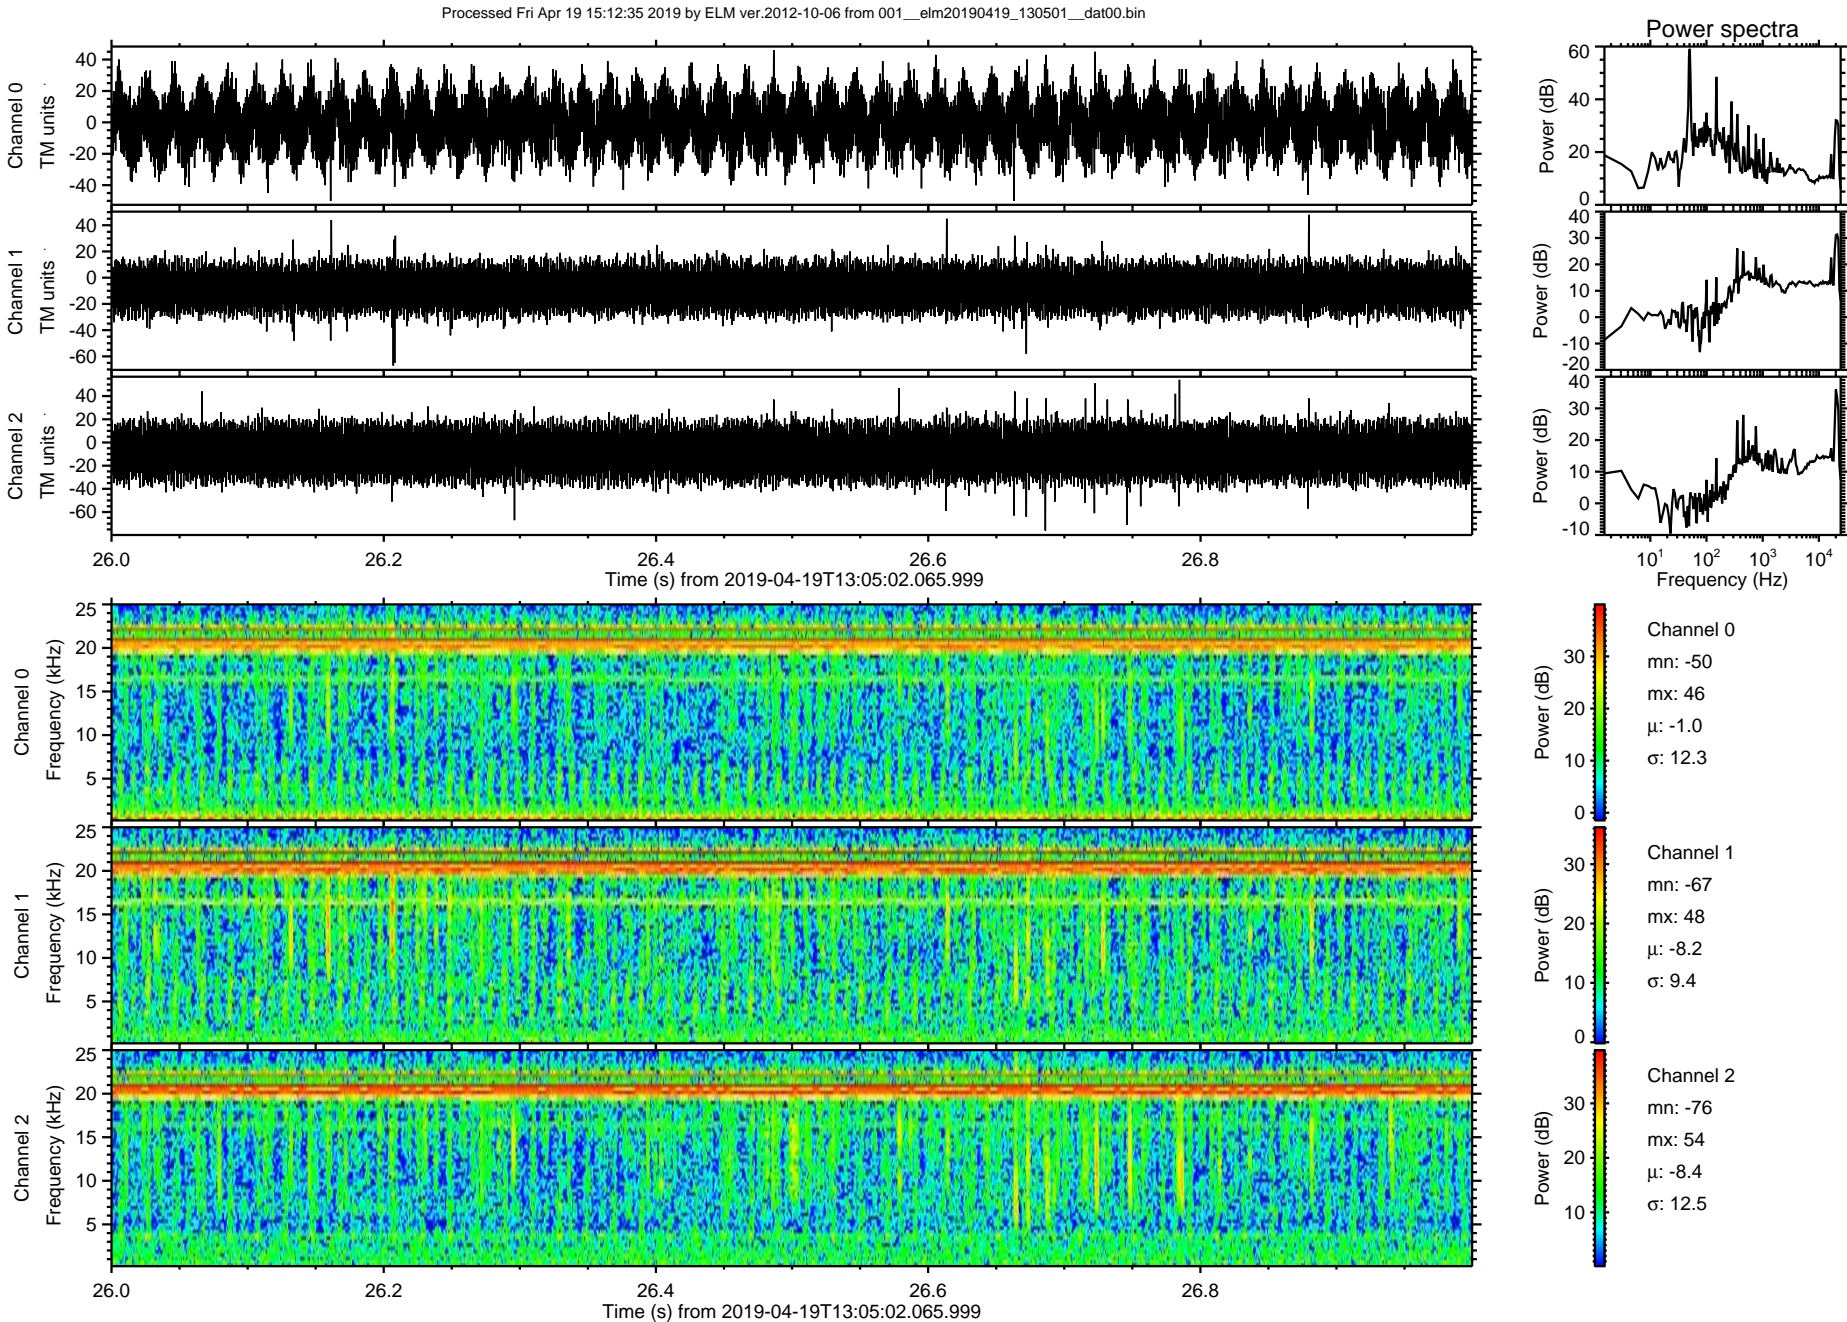 Processed Fri Apr 19 15:12:35 2019 by ELM ver.2012-10-06 from 001__elm20190419_130501__dat00.bin
Power spectra
Channel 0
TM units
40
20
0
-20
-40
Power (dB)
60
40
20
0
Channel 1
TM units
40
20
0
-20
-40
-60
Power (dB)
40
30
20
10
0
-10
-20
Channel 2
TM units
40
20
0
-20
-40
-60
Power (dB)
40
30
20
10
0
-10
26.0 26.2 26.4 26.6 26.8
Time (s) from 2019-04-19T13:05:02.065.999
10^1 10^2 10^3 10^4
Frequency (Hz)
Channel 0
Frequency (kHz)
25
20
15
10
5
Power (dB)
30
20
10
0
Channel 0
mn: -50
mx: 46
μ: -1.0
σ: 12.3
Channel 1
Frequency (kHz)
25
20
15
10
5
Power (dB)
30
20
10
0
Channel 1
mn: -67
mx: 48
μ: -8.2
σ: 9.4
Channel 2
Frequency (kHz)
25
20
15
10
5
Power (dB)
30
20
10
Channel 2
mn: -76
mx: 54
μ: -8.4
σ: 12.5
26.0 26.2 26.4 26.6 26.8
Time (s) from 2019-04-19T13:05:02.065.999